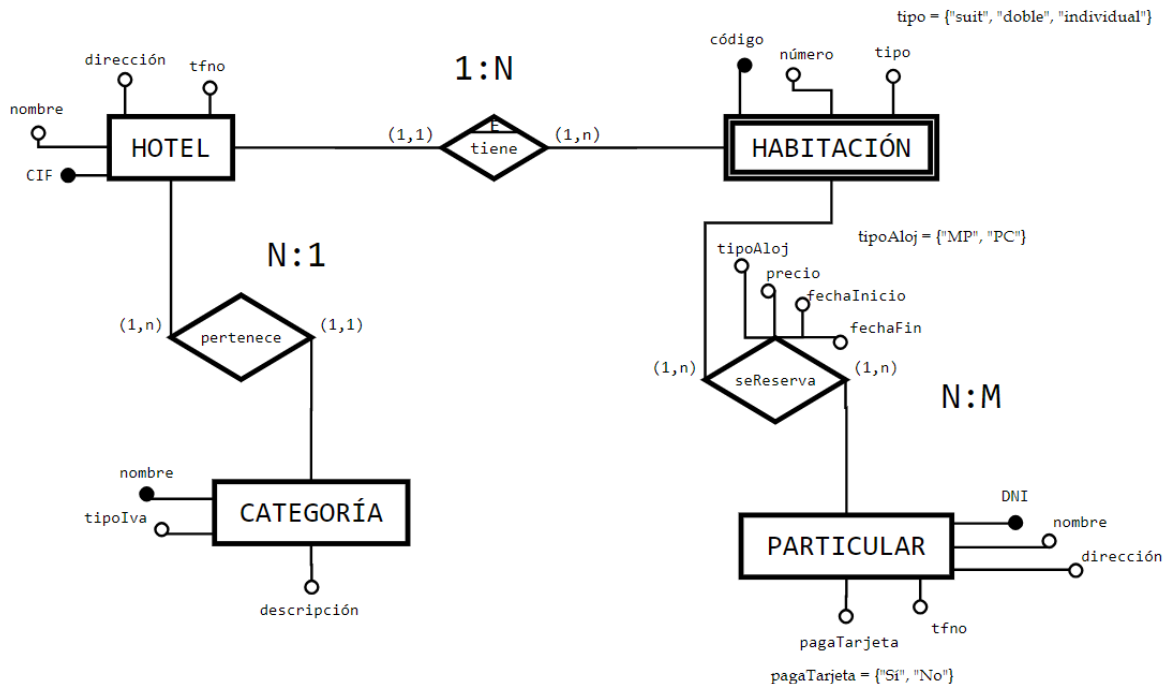 tipo = {"suit", "doble", "individual"}
código
número
tipo
dirección
tfno
1:N
nombre
HOTEL
(1,1)
E
tiene
(1,n)
HABITACIÓN
CIF
tipoAloj = {"MP", "PC"}
tipoAloj
N:1
precio
fechaInicio
(1,n)
pertenece
(1,1)
fechaFin
(1,n)
seReserva
(1,n)
N:M
nombre
tipoIva
CATEGORÍA
DNI
nombre
PARTICULAR
dirección
descripción
pagaTarjeta
tfno
pagaTarjeta = {"Sí", "No"}